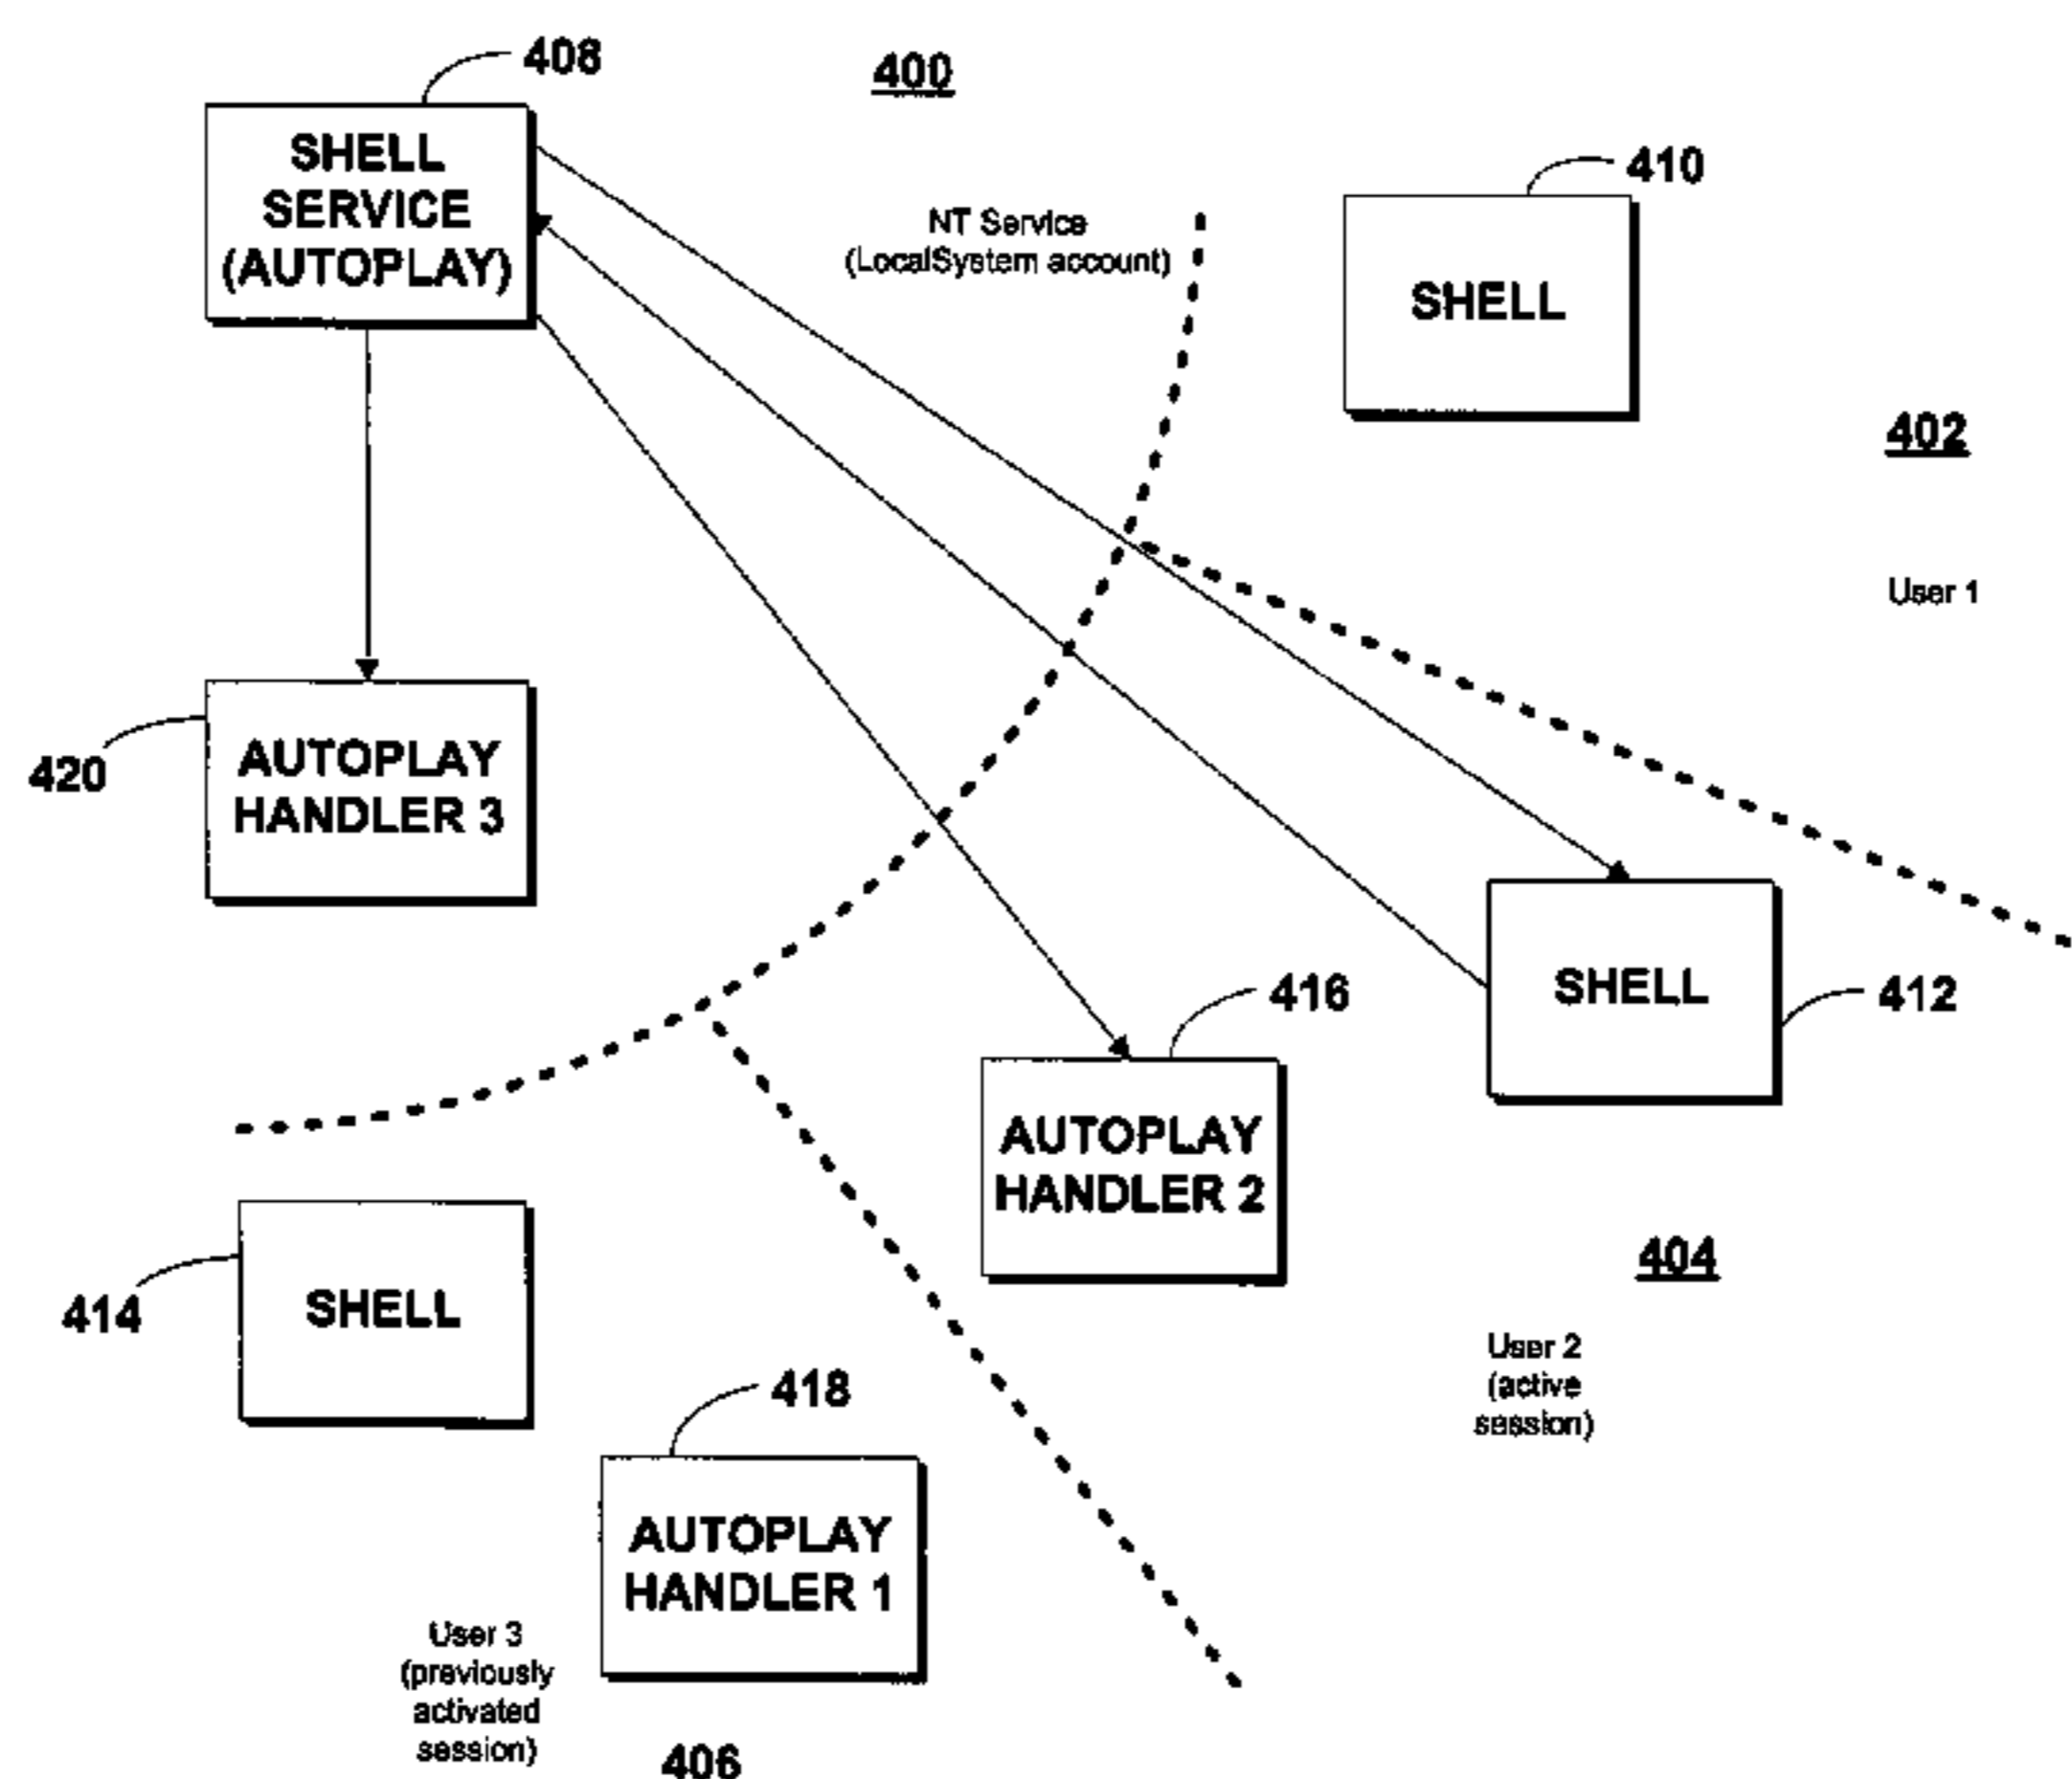 408
400
SHELL
SERVICE
(AUTOPLAY)
410
NT Service
(LocalSystem account)
SHELL
402
User 1
420
AUTOPLAY
HANDLER 3
416
SHELL
412
AUTOPLAY
HANDLER 2
404
414
SHELL
User 2
(active
session)
418
AUTOPLAY
HANDLER 1
User 3
(previously
activated
session)
406